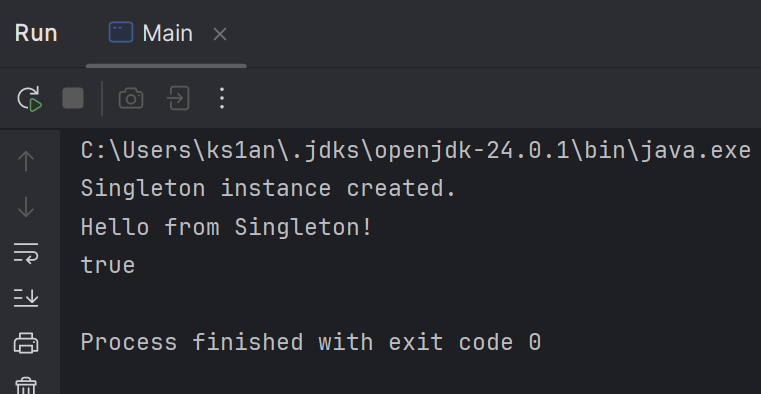 Run
Main
C:\Users\ks1an\.jdks\openjdk-24.0.1\bin\java.exe
Singleton instance created.
Hello from Singleton!
true
Process finished with exit code 0